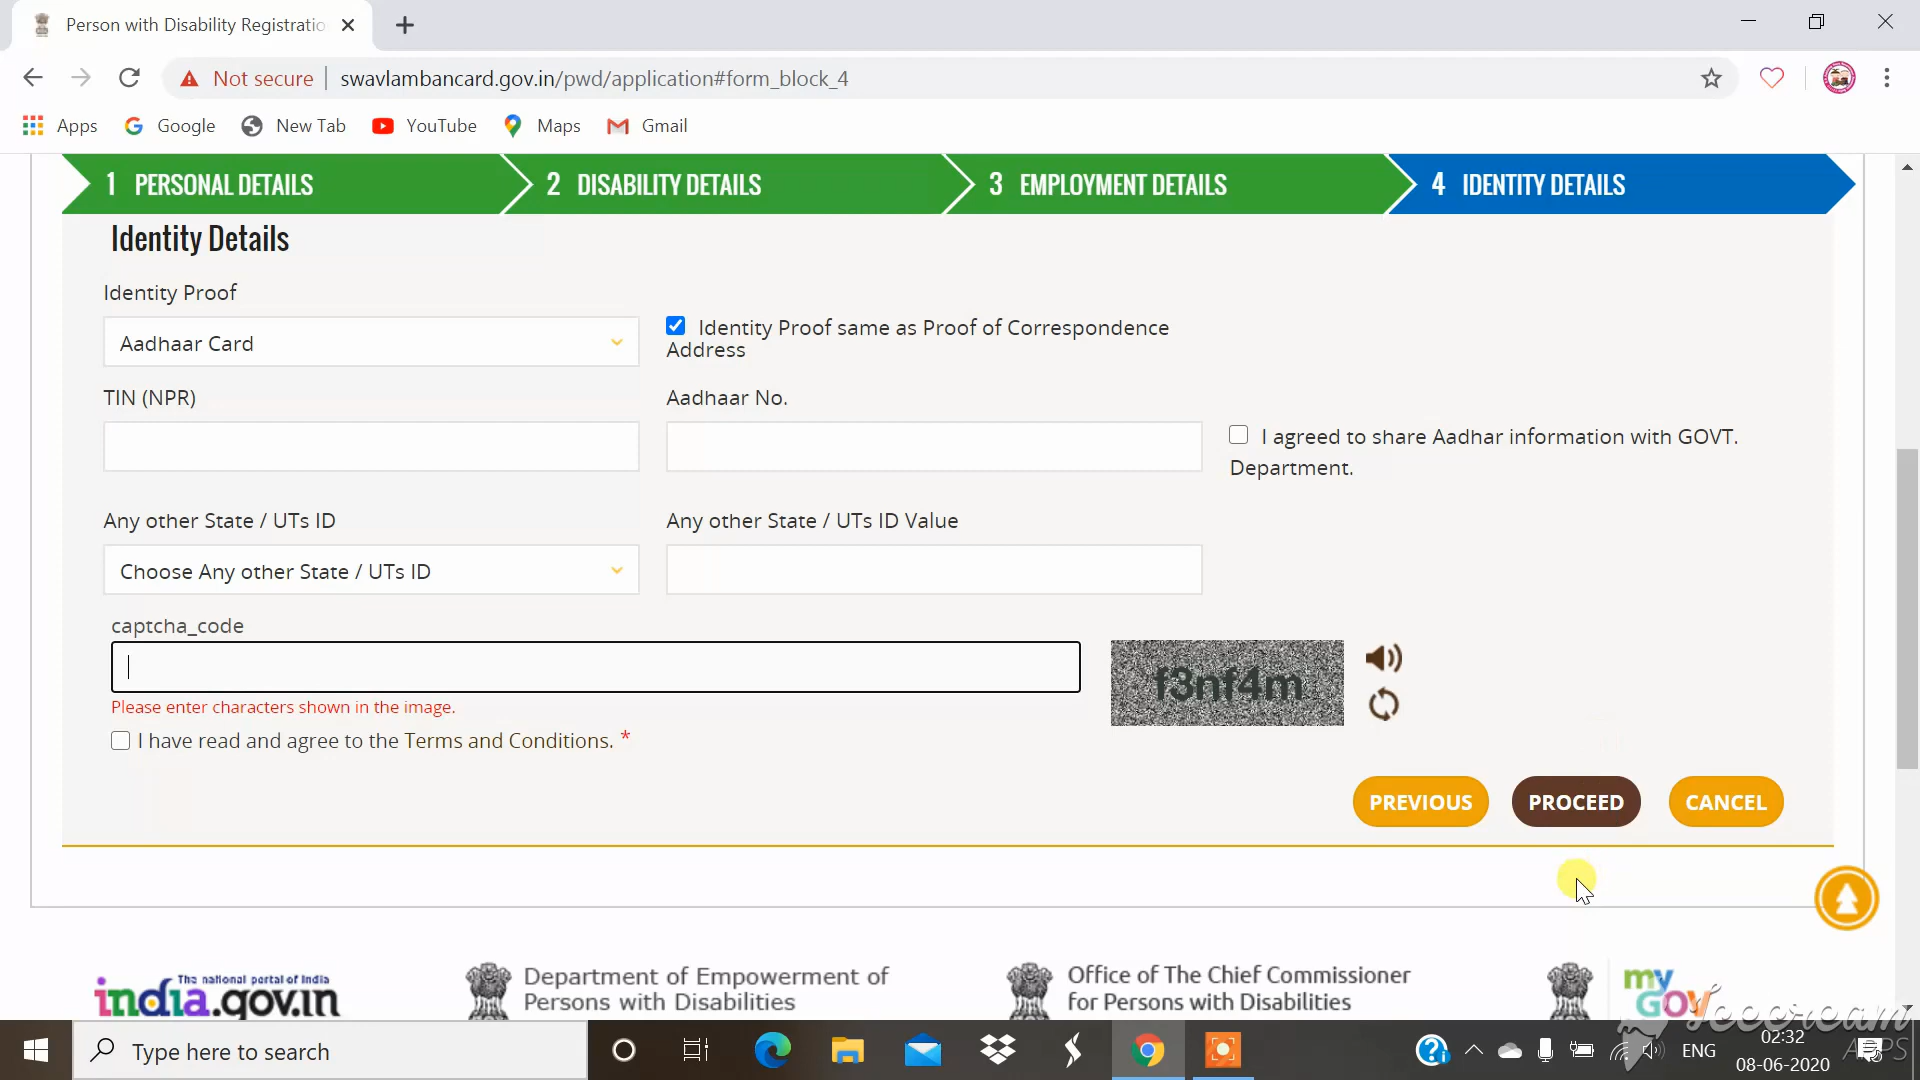 Person with Disability Registratio
Not secure
swavlambancard.gov.in/pwd/application#form_block_4
Apps
Google
New Tab
YouTube
Maps
Gmail
1 PERSONAL DETAILS
2 DISABILITY DETAILS
3 EMPLOYMENT DETAILS
4 IDENTITY DETAILS
Identity Details
Identity Proof
Aadhaar Card
Identity Proof same as Proof of Correspondence
Address
TIN (NPR)
Aadhaar No.
I agreed to share Aadhar information with GOVT.
Department.
Any other State / UTs ID
Any other State / UTs ID Value
Choose Any other State / UTs ID
captcha_code
f3nf4m
Please enter characters shown in the image.
I have read and agree to the Terms and Conditions. *
PREVIOUS
PROCEED
CANCEL
The national portal of India
india.gov.in
Department of Empowerment of
Persons with Disabilities
Office of The Chief Commissioner
for Persons with Disabilities
my
GOV
Icecream
APPS
Type here to search
ENG
02:32
08-06-2020